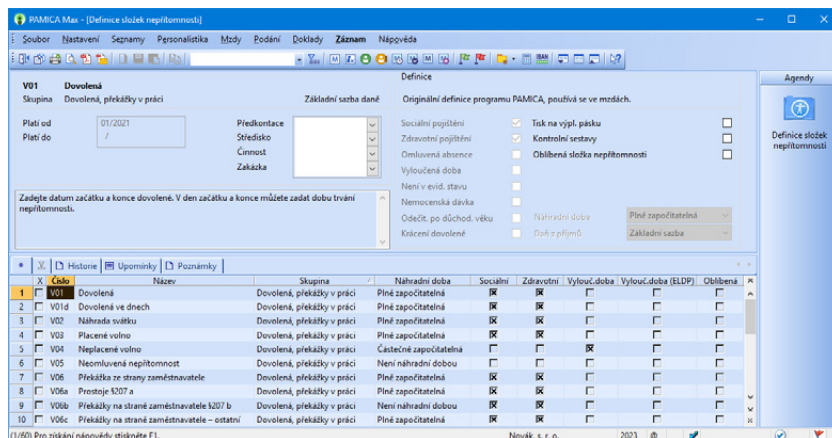 PAMICA Max - [Definice složek nepřítomnosti]
Soubor Nastavení Seznamy Personalistika Mzdy Podání Doklady Záznam Nápověda
V01 Dovolená
Skupina Dovolená, překážky v práci Základní sazba daně
Platí od 01/2021
Platí do /
Předkontace
Středisko
Činnost
Zakázka
Zadejte datum začátku a konce dovolené. V den začátku a konce můžete zadat dobu trvání
nepřítomnosti.
Definice
Originální definice programu PAMICA, používá se ve mzdách.
Sociální pojištění Tisk na výpl. pásku
Zdravotní pojištění Kontrolní sestavy
Omluvená absence Oblíbená složka nepřítomnosti
Vyloučená doba
Není v evid. stavu
Nemocenská dávka
Odečit. po důchod. věku Náhradní doba Plně započitatelná
Krácení dovolené Daň z příjmů Základní sazba
Agendy
Definice složek
nepřítomnosti
Historie Upomínky Poznámky
X Číslo Název Skupina Náhradní doba Sociální Zdravotní Vylouč.doba Vylouč.doba (ELDP) Oblíbená
1 V01 Dovolená Dovolená, překážky v práci Plně započitatelná
2 V01d Dovolená ve dnech Dovolená, překážky v práci Plně započitatelná
3 V02 Náhrada svátku Dovolená, překážky v práci Plně započitatelná
4 V03 Placené volno Dovolená, překážky v práci Plně započitatelná
5 V04 Neplacené volno Dovolená, překážky v práci Částečně započitatelná
6 V05 Neomluvená nepřítomnost Dovolená, překážky v práci Není náhradní dobou
7 V06 Překážka ze strany zaměstnavatele Dovolená, překážky v práci Plně započitatelná
8 V06a Prostoje §207 a Dovolená, překážky v práci Plně započitatelná
9 V06b Překážky na straně zaměstnavatele §207 b Dovolená, překážky v práci Není náhradní dobou
10 V06c Překážky na straně zaměstnavatele – ostatní Dovolená, překážky v práci Plně započitatelná
(1/60) Pro získání nápovědy stiskněte F1. Novák, s. r. o. 2023 @